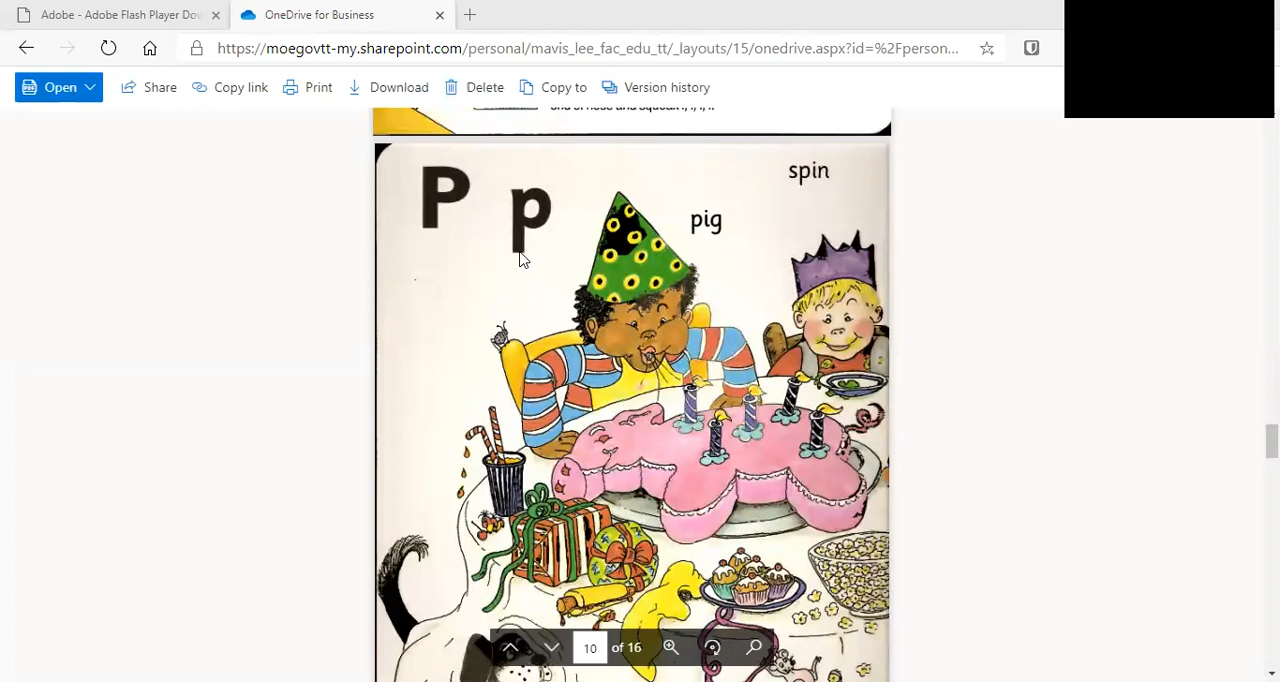 Adobe - Adobe Flash Player Do
OneDrive for Business
https://moegovtt-my.sharepoint.com/personal/mavis_lee_fac_edu_tt/_layouts/15/onedrive.aspx?id=%2Fperson...
Open Share Copy link Print Download Delete Copy to Version history
P p
spin
pig
10 of 16